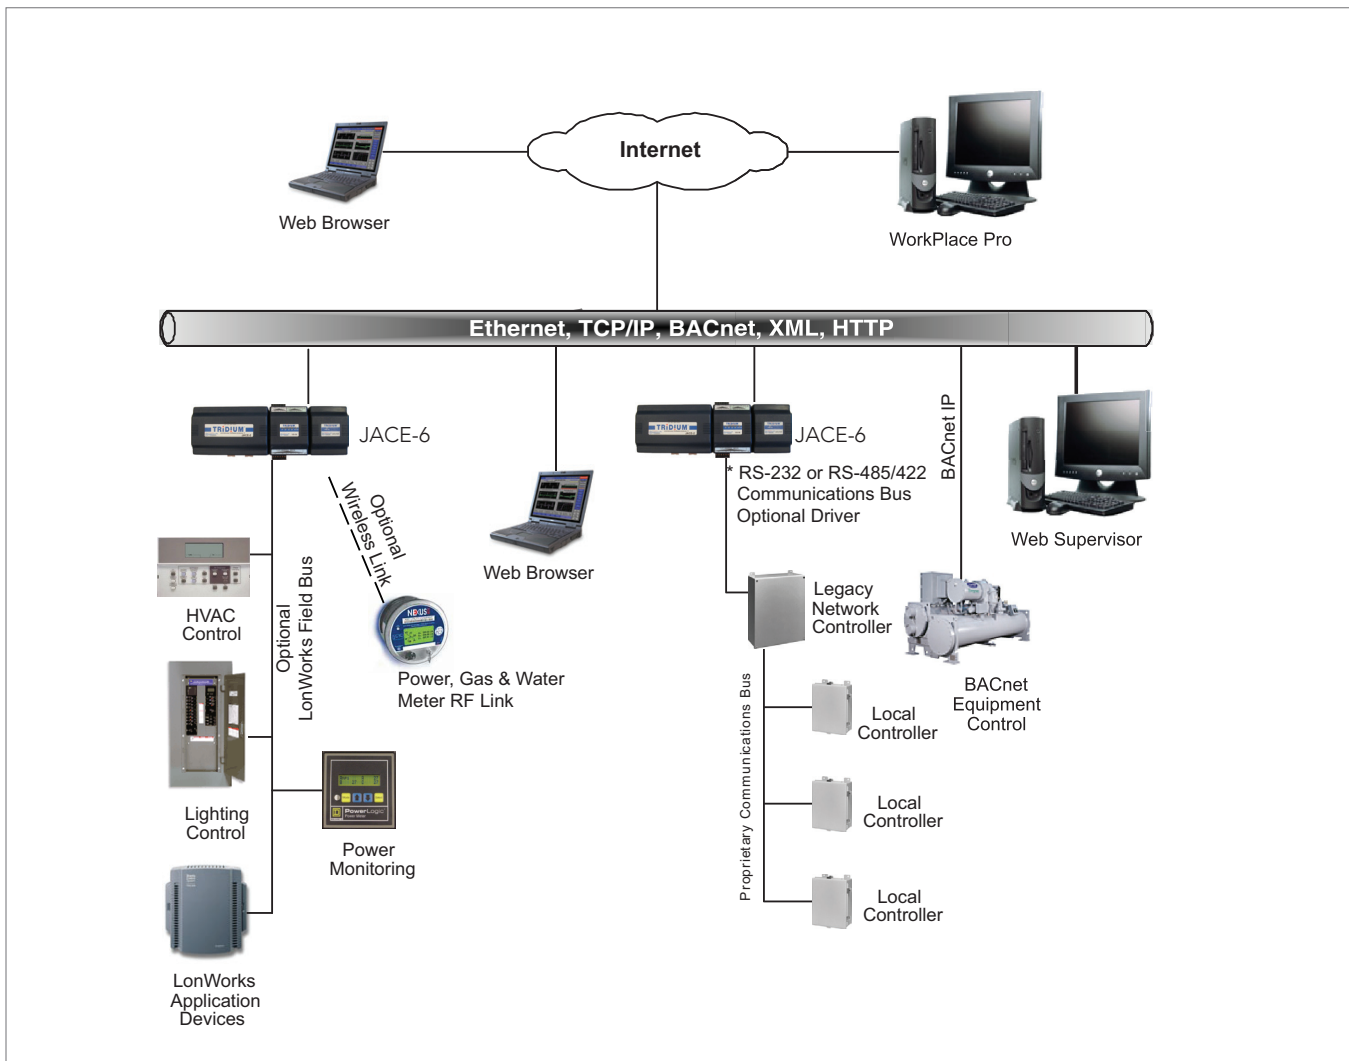 Internet
Web Browser
WorkPlace Pro
Ethernet, TCP/IP, BACnet, XML, HTTP
TRIDIUM
JACE-6
TRIDIUM
JACE-6
* RS-232 or RS-485/422
Communications Bus
Optional Driver
BACnet IP
Web Supervisor
Optional
Wireless Link
Web Browser
HVAC
Control
Optional
LonWorks Field Bus
NEXUS
Power, Gas & Water
Meter RF Link
Legacy
Network
Controller
BACnet
Equipment
Control
Proprietary Communications Bus
Local
Controller
Local
Controller
Local
Controller
Lighting
Control
PowerLogic
Power Meter
Power
Monitoring
LonWorks
Application
Devices